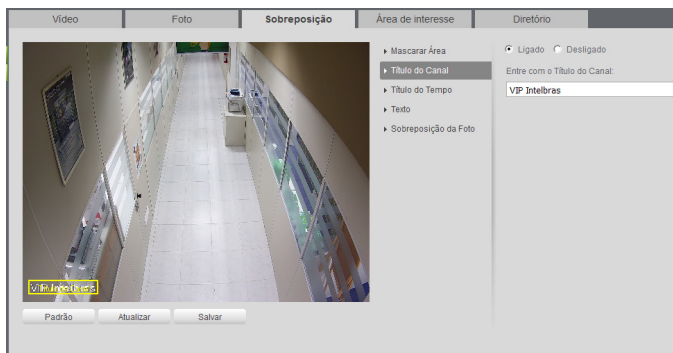 Vídeo
Foto
Sobreposição
Área de interesse
Diretório
Mascarar Área
Título do Canal
Título do Tempo
Texto
Sobreposição da Foto
Ligado
Desligado
Entre com o Título do Canal:
VIP Intelbras
VIP Intelbras
Padrão
Atualizar
Salvar